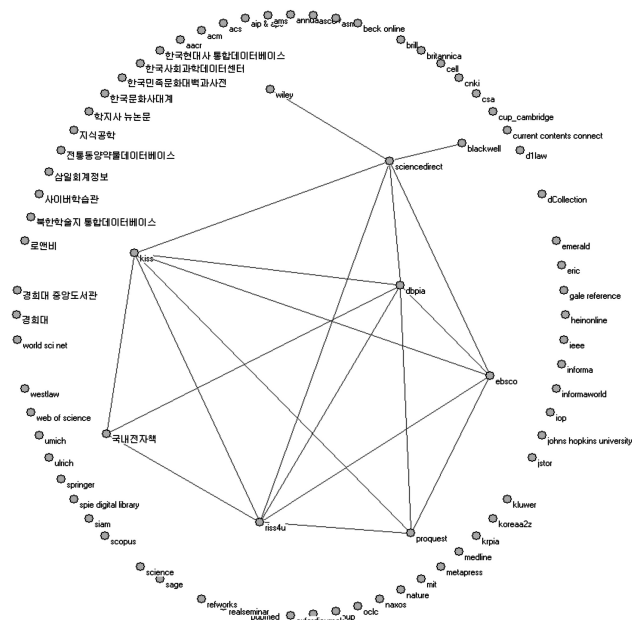 aip & apc
ams
asm
acs
beck online
acm
brill
aacr
britannica
한국현대사 통합데이터베이스
cell
한국사회과학데이터센터
cnki
한국민족문화대백과사전
wiley
csa
한국문화사대계
cup_cambridge
학지사 뉴논문
current contents connect
지식공학
blackwell
d1law
전통동양약물데이터베이스
sciencedirect
삼일회계정보
사이버학습관
dCollection
북한학술지 통합데이터베이스
로앤비
emerald
kiss
eric
dbpia
경희대 중앙도서관
gale reference
경희대
heinonline
world sci net
ieee
informa
ebsco
westlaw
informaworld
web of science
iop
umich
국내전자책
johns hopkins university
ulrich
jstor
springer
spie digital library
kluwer
siam
koreaa2z
riss4u
scopus
proquest
krpia
medline
science
metapress
sage
mit
nature
refworks
naxos
realseminar
oclc